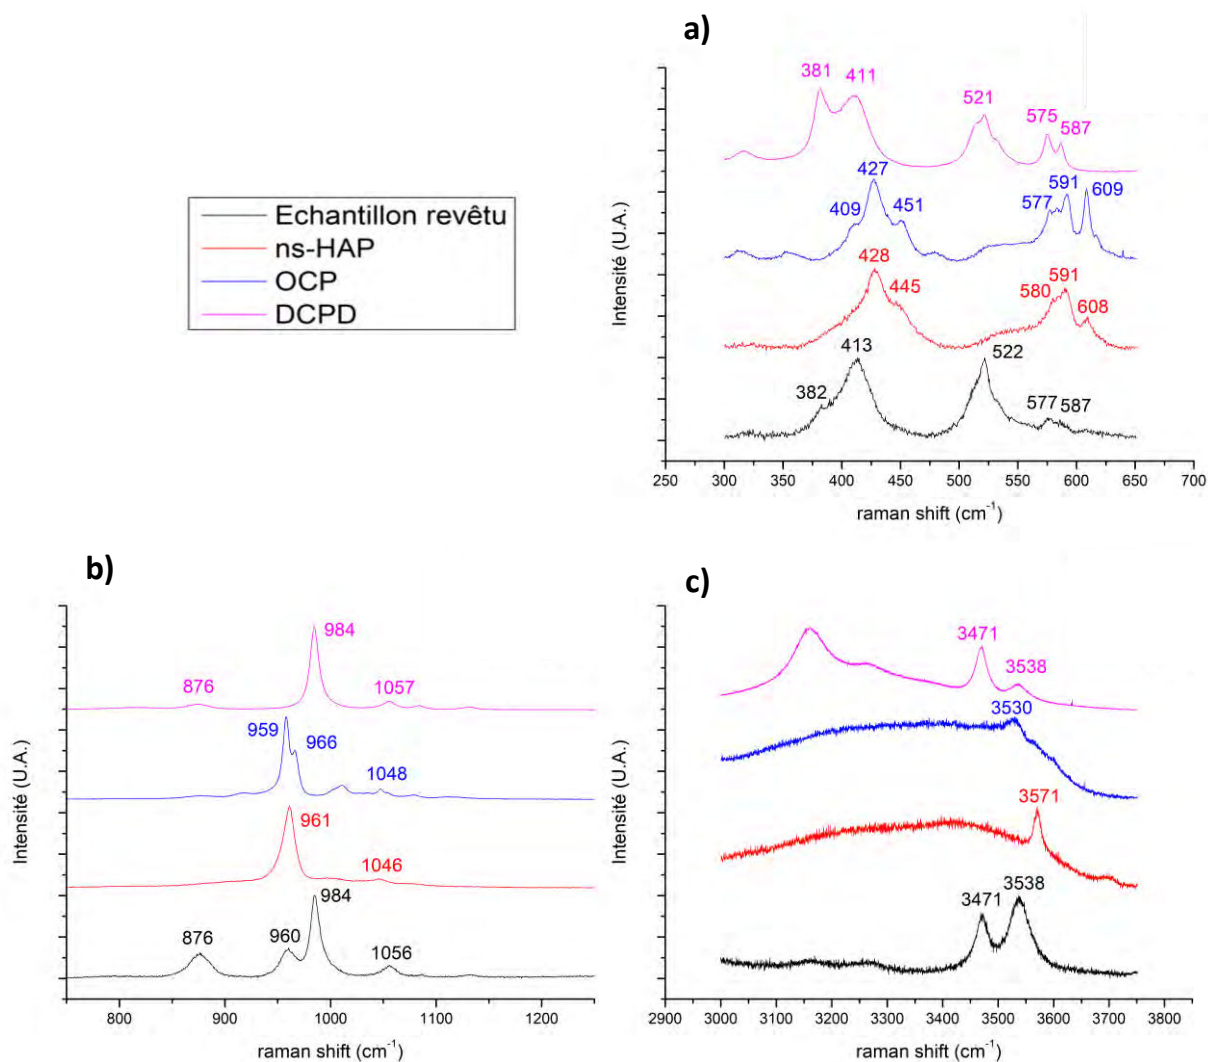 a)
381 411 521 575 587
427 591 609
409 451 577
428 591
445 580 608
413 522
382 577 587
Intensité (U.A.)
250 300 350 400 450 500 550 600 650 700
raman shift (cm-1)
Echantillon revêtu
ns-HAP
OCP
DCPD
b)
984
876 1057
959 966
1048
961
1046
984
876 960 1056
Intensité (U.A.)
800 900 1000 1100 1200
raman shift (cm-1)
c)
3471
3538
3530
3571
3471 3538
Intensité (U.A.)
2900 3000 3100 3200 3300 3400 3500 3600 3700 3800
raman shift (cm-1)